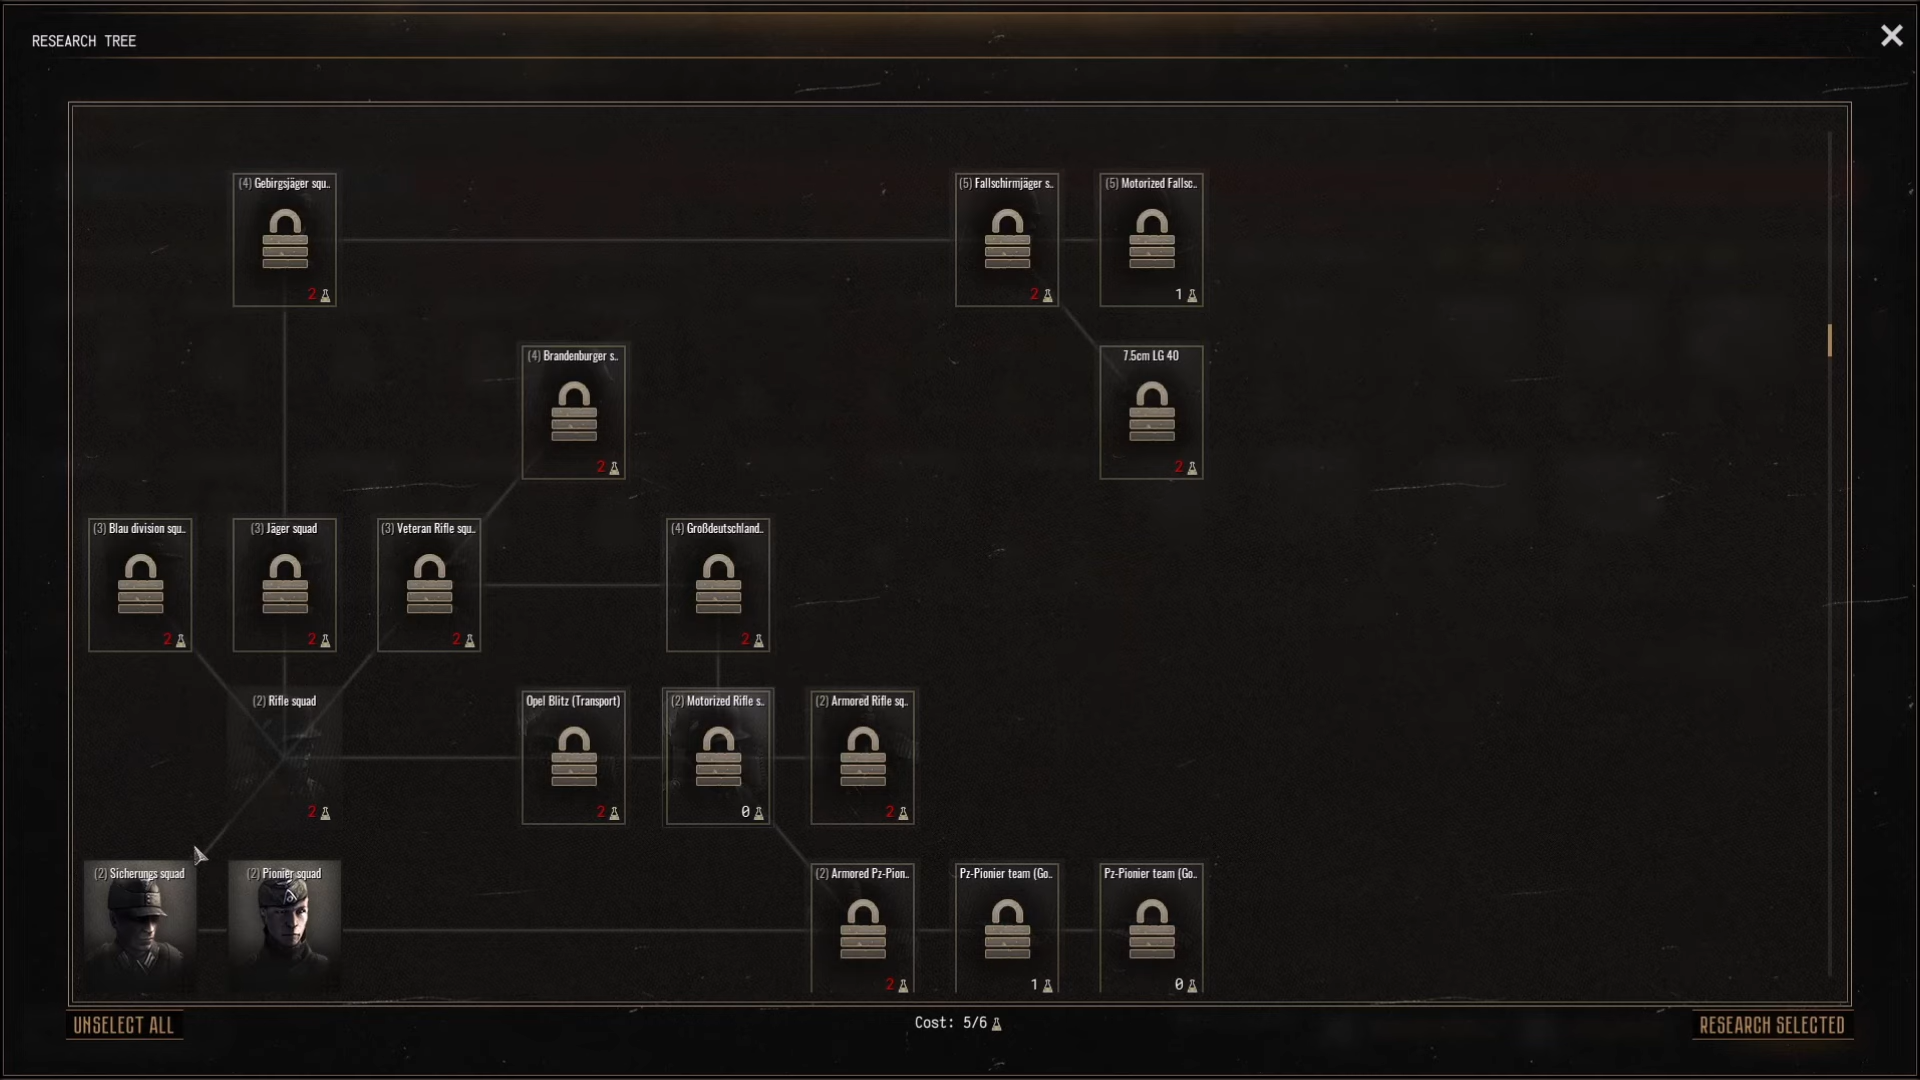 RESEARCH TREE
(4) Gebirgsjäger squ..
2
(5) Fallschirmjäger s..
2
(5) Motorized Fallsc..
1
(4) Brandenburger s..
2
7.5cm LG 40
2
(3) Blau division squ..
2
(3) Jäger squad
2
(3) Veteran Rifle squ..
2
(4) Großdeutschland..
2
(2) Rifle squad
2
Opel Blitz (Transport)
2
(2) Motorized Rifle s..
0
(2) Armored Rifle sq..
2
(2) Sicherungs squad
(2) Pionier squad
(2) Armored Pz-Pion..
2
Pz-Pionier team (Go..
1
Pz-Pionier team (Go..
0
UNSELECT ALL
Cost: 5/6
RESEARCH SELECTED